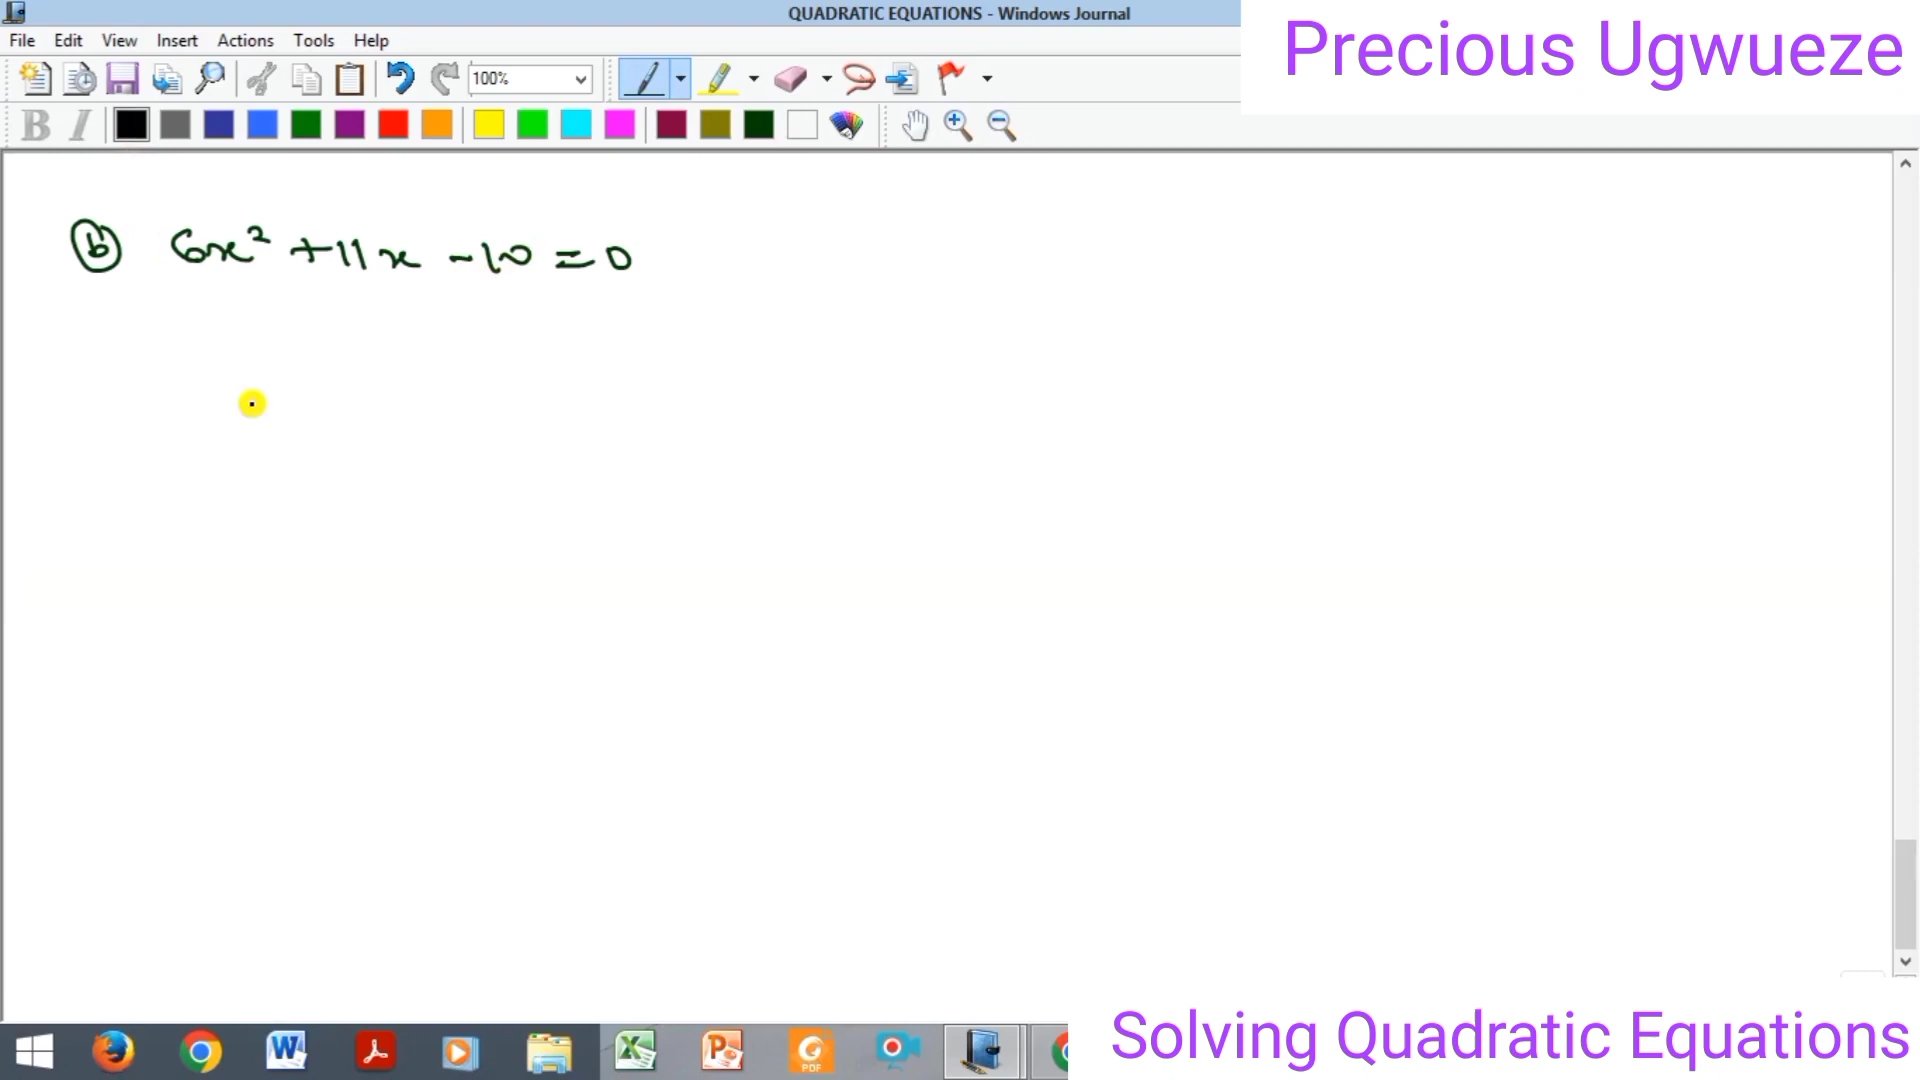 QUADRATIC EQUATIONS - Windows Journal
Precious Ugwueze
File Edit View Insert Actions Tools Help
100%
B I
ⓑ 6x² +11x -10 = 0
W X P PDF
Solving Quadratic Equations